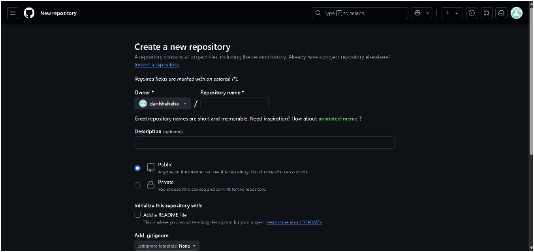 New repository
Type / to search
Create a new repository
A repository contains all project files, including the revision history. Already have a project repository elsewhere?
Import a repository.
Required fields are marked with an asterisk (*).
Owner *
Repository name *
/
Great repository names are short and memorable. Need inspiration? How about animated-meme ?
Description (optional)
Public
Anyone on the internet can see this repository. You choose who can commit.
Private
You choose who can see and commit to this repository.
Initialize this repository with:
Add a README file
This is where you can write a long description for your project. Learn more about READMEs.
Add .gitignore
.gitignore template: None